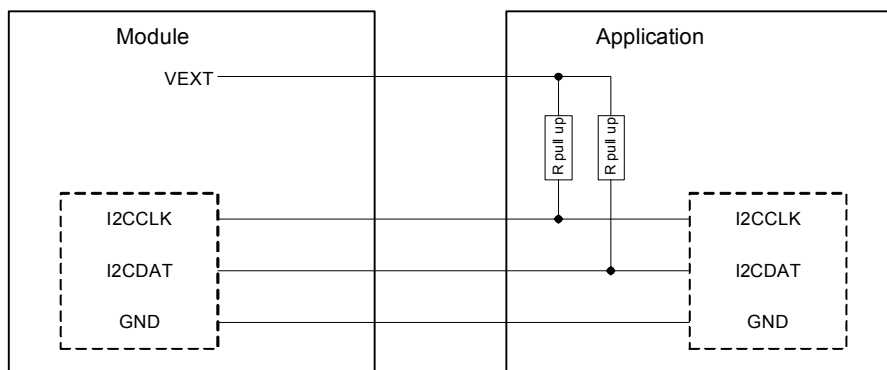 Module
Application
VEXT
R pull up
R pull up
I2CCLK
I2CCLK
I2CDAT
I2CDAT
GND
GND